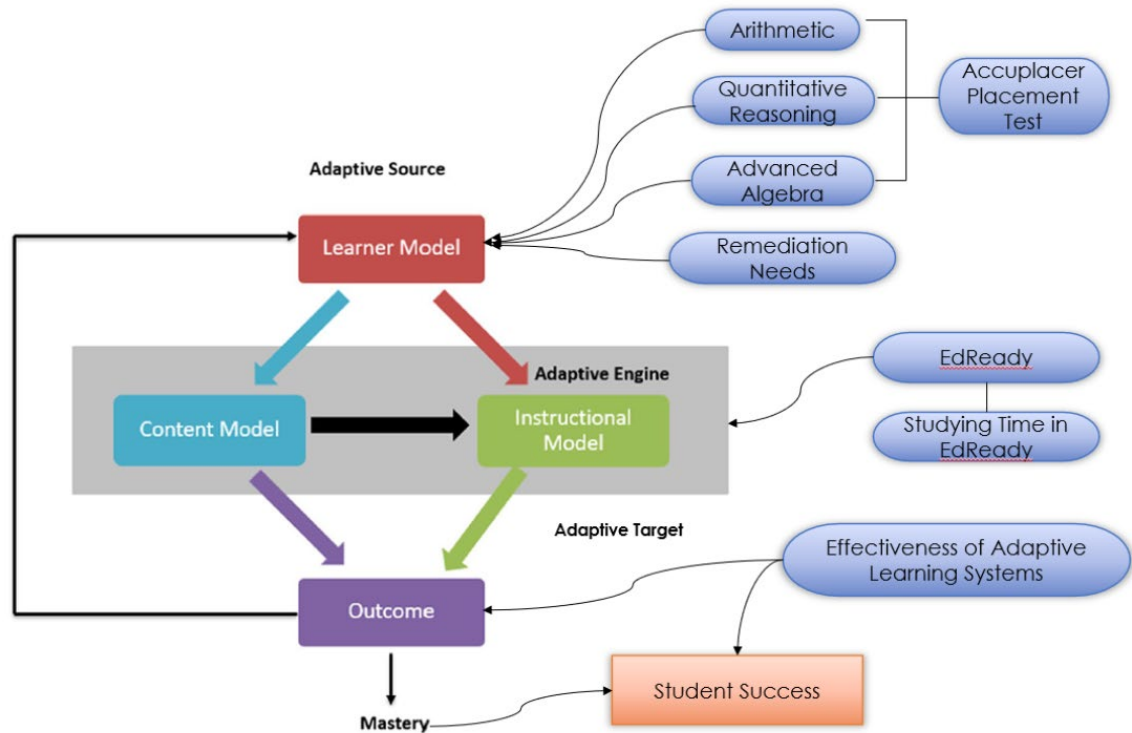 Arithmetic
Quantitative
Reasoning
Accuplacer
Placement
Test
Adaptive Source
Advanced
Algebra
Learner Model
Remediation
Needs
Adaptive Engine
EdReady
Content Model
Instructional
Model
Studying Time in
EdReady
Adaptive Target
Effectiveness of Adaptive
Learning Systems
Outcome
Student Success
Mastery